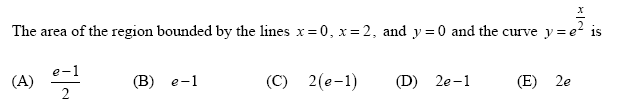 The area of the region bounded by the lines x = 0, x = 2, and y = 0 and the curve y = e^{x/2} is
(A) \frac{e-1}{2} (B) e-1 (C) 2(e-1) (D) 2e-1 (E) 2e